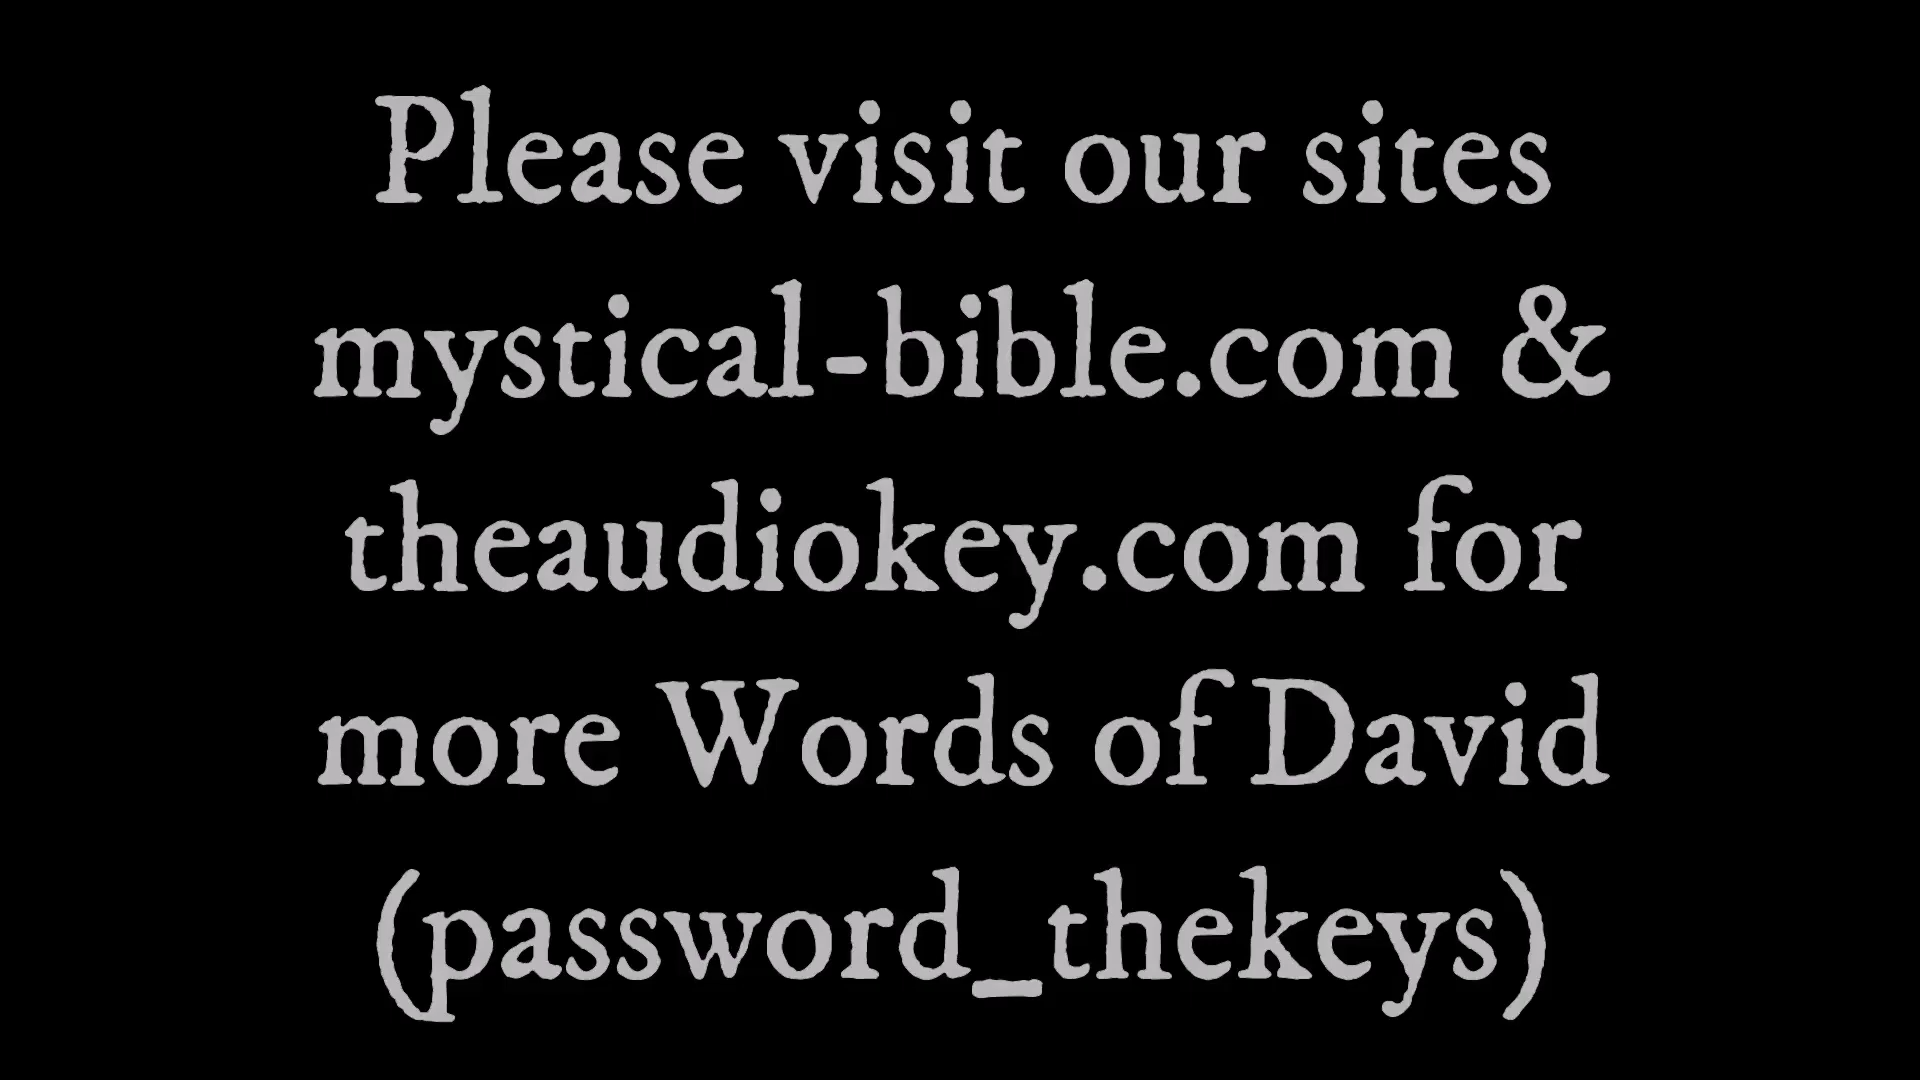 Please visit our sites
mystical-bible.com &
theaudiokey.com for
more Words of David
(password_thekeys)